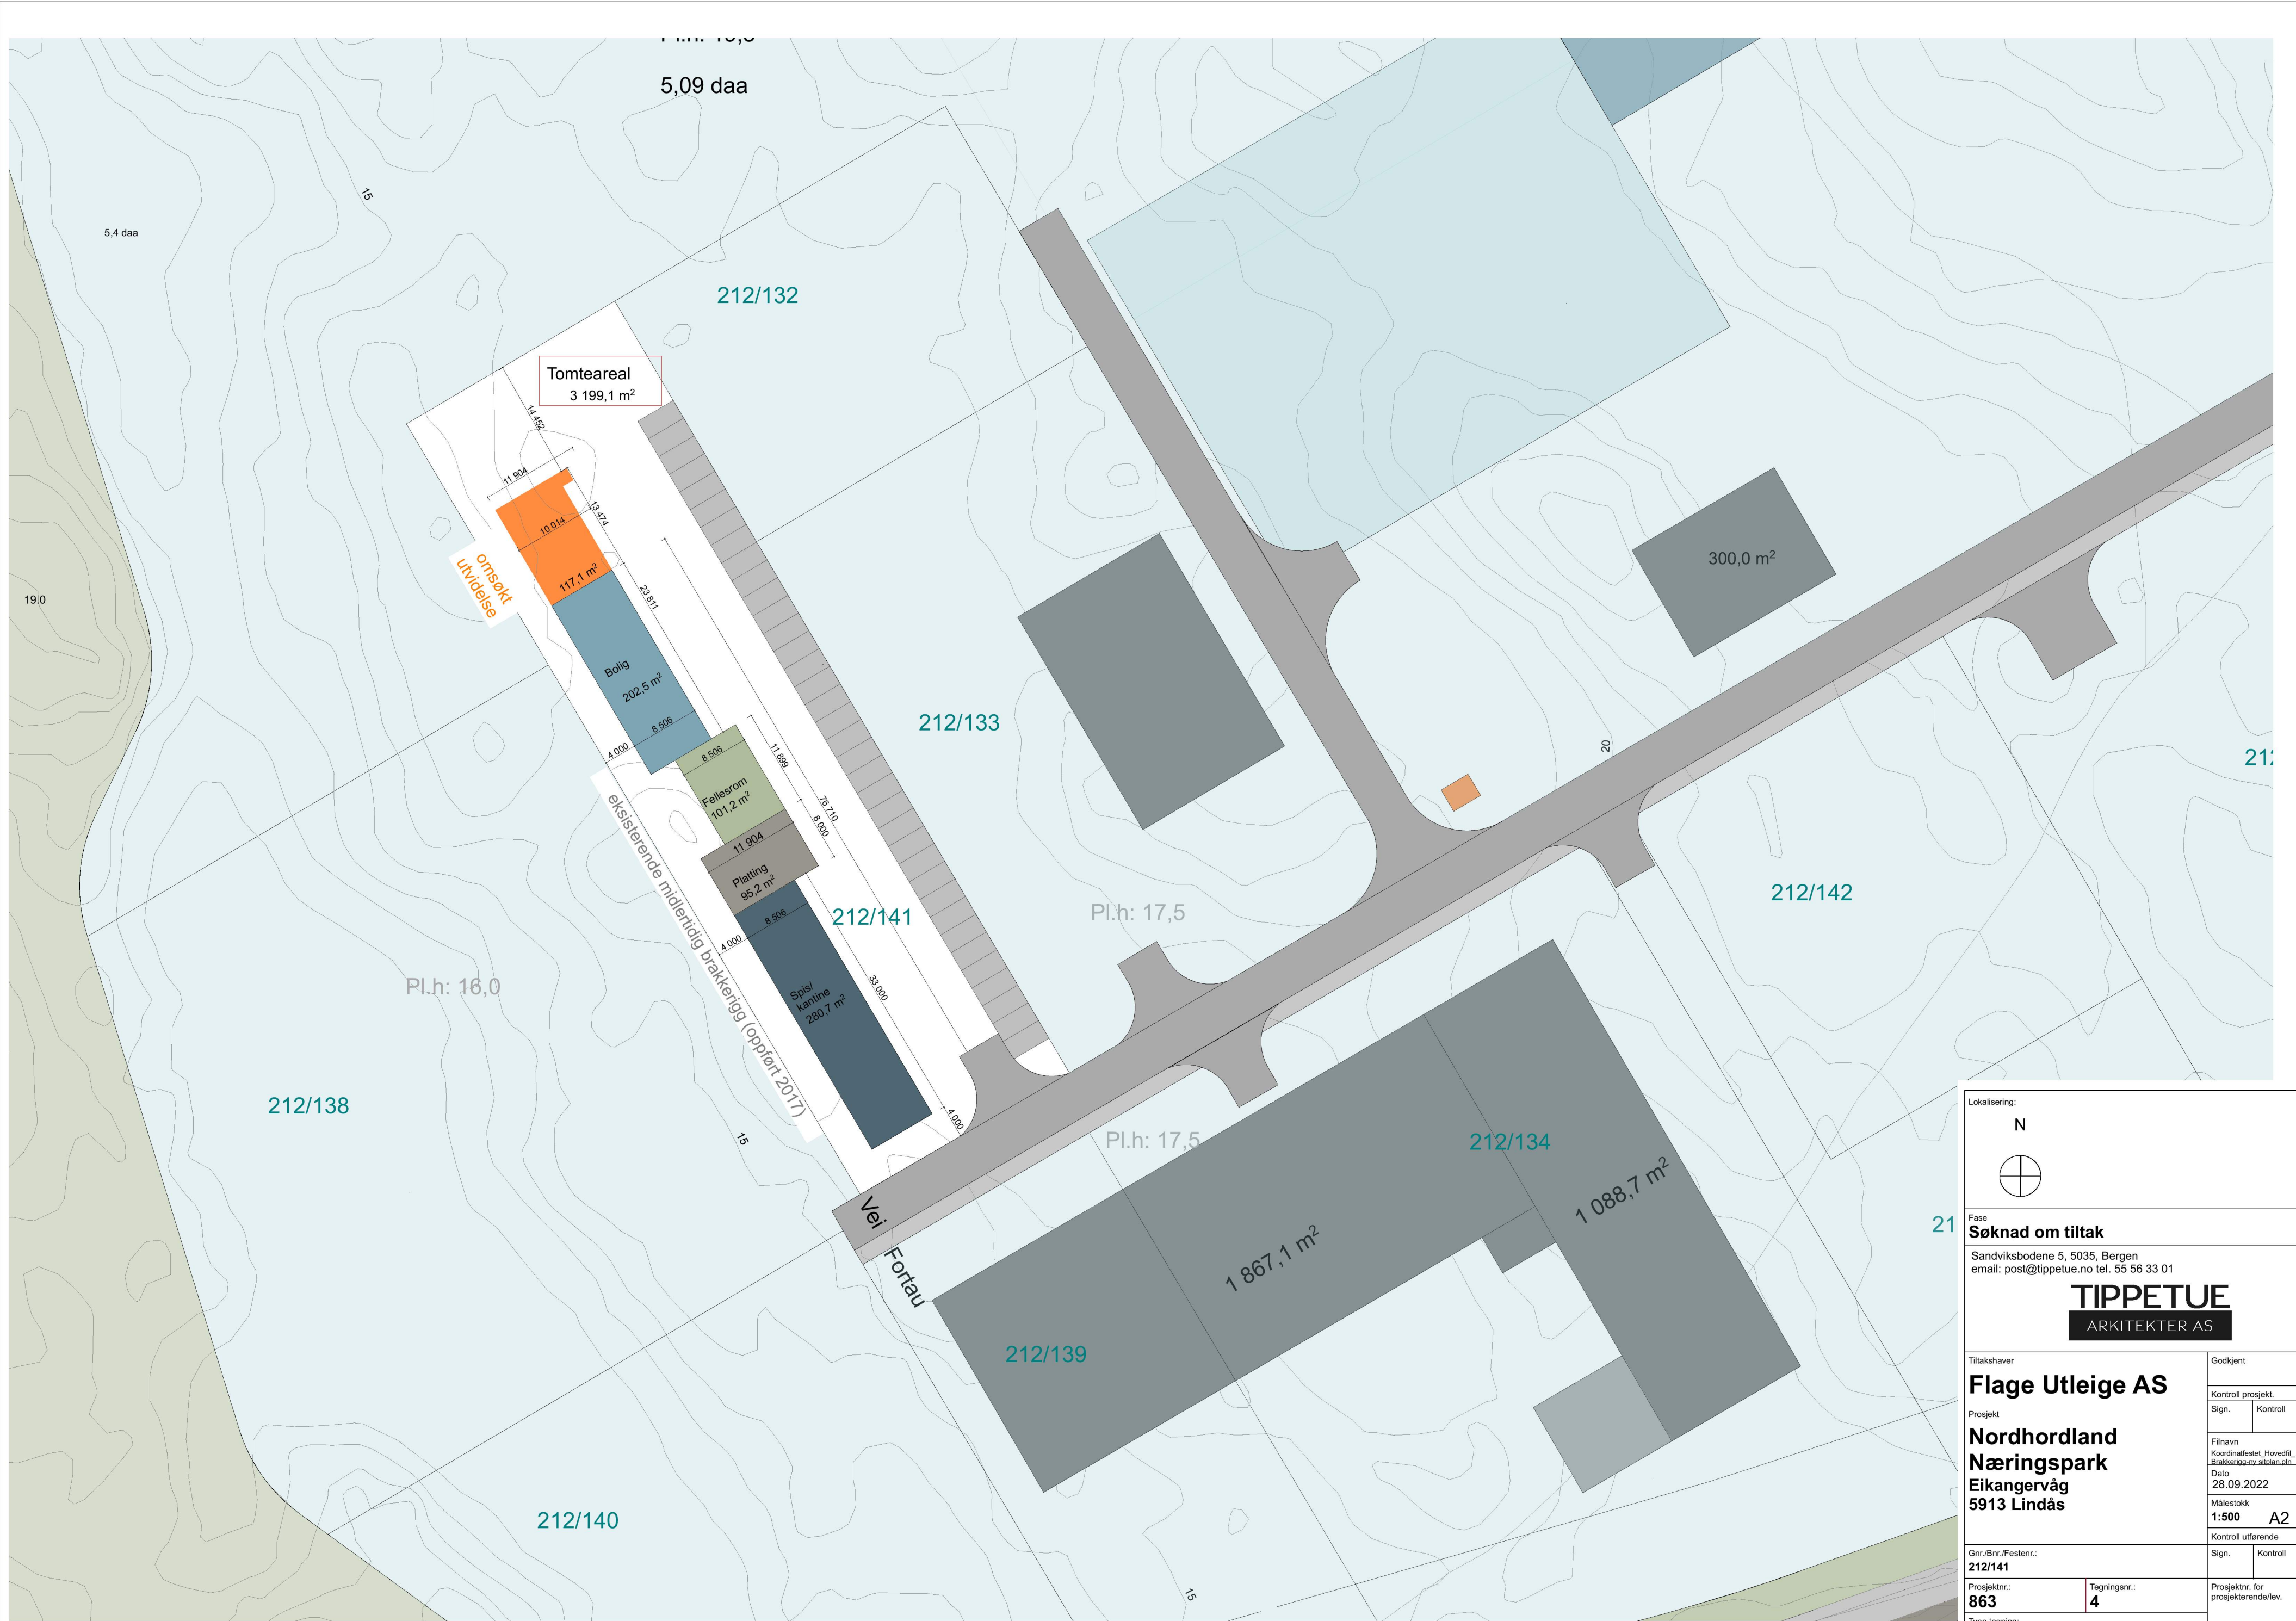 5,09 daa
15
5,4 daa
212/132
Tomteareal
3 199,1 m²
14 452
11 904
13 474
10 014
117,1 m²
omsøkt
utvidelse
19.0
23 811
300,0 m²
Bolig
202,5 m²
8 506
4 000
212/133
8 506
11 899
20
Fellesrom
101,2 m²
76 710
8 000
11 904
Platting
95,2 m²
eksisterende midlertidig brakkerigg (oppført 2017)
8 506
4 000
212/141
Pl.h: 17,5
212/142
Pl.h: 16,0
33 000
Spis/
kantine
280,7 m²
212/138
15
4 000
Pl.h: 17,5
212/134
1 088,7 m²
Vei
Fortau
1 867,1 m²
212/139
212/140
15
Lokalisering:
N
Fase
Søknad om tiltak
Sandviksbodene 5, 5035, Bergen
email: post@tippetue.no tel. 55 56 33 01
TIPPETUE
ARKITEKTER AS
Tiltakshaver
Flage Utleige AS
Godkjent
Kontroll prosjekt.
Sign. Kontroll
Prosjekt
Nordhordland
Næringspark
Eikangervåg
5913 Lindås
Filnavn
Koordinatfestet_Hovedfil_
Brakkerigg-ny sitplan.pln
Dato
28.09.2022
Målestokk
1:500 A2
Kontroll utførende
Sign. Kontroll
Gnr./Bnr./Festenr.:
212/141
Prosjektnr.:
863
Tegningsnr.:
4
Prosjektnr. for
prosjekterende/lev.